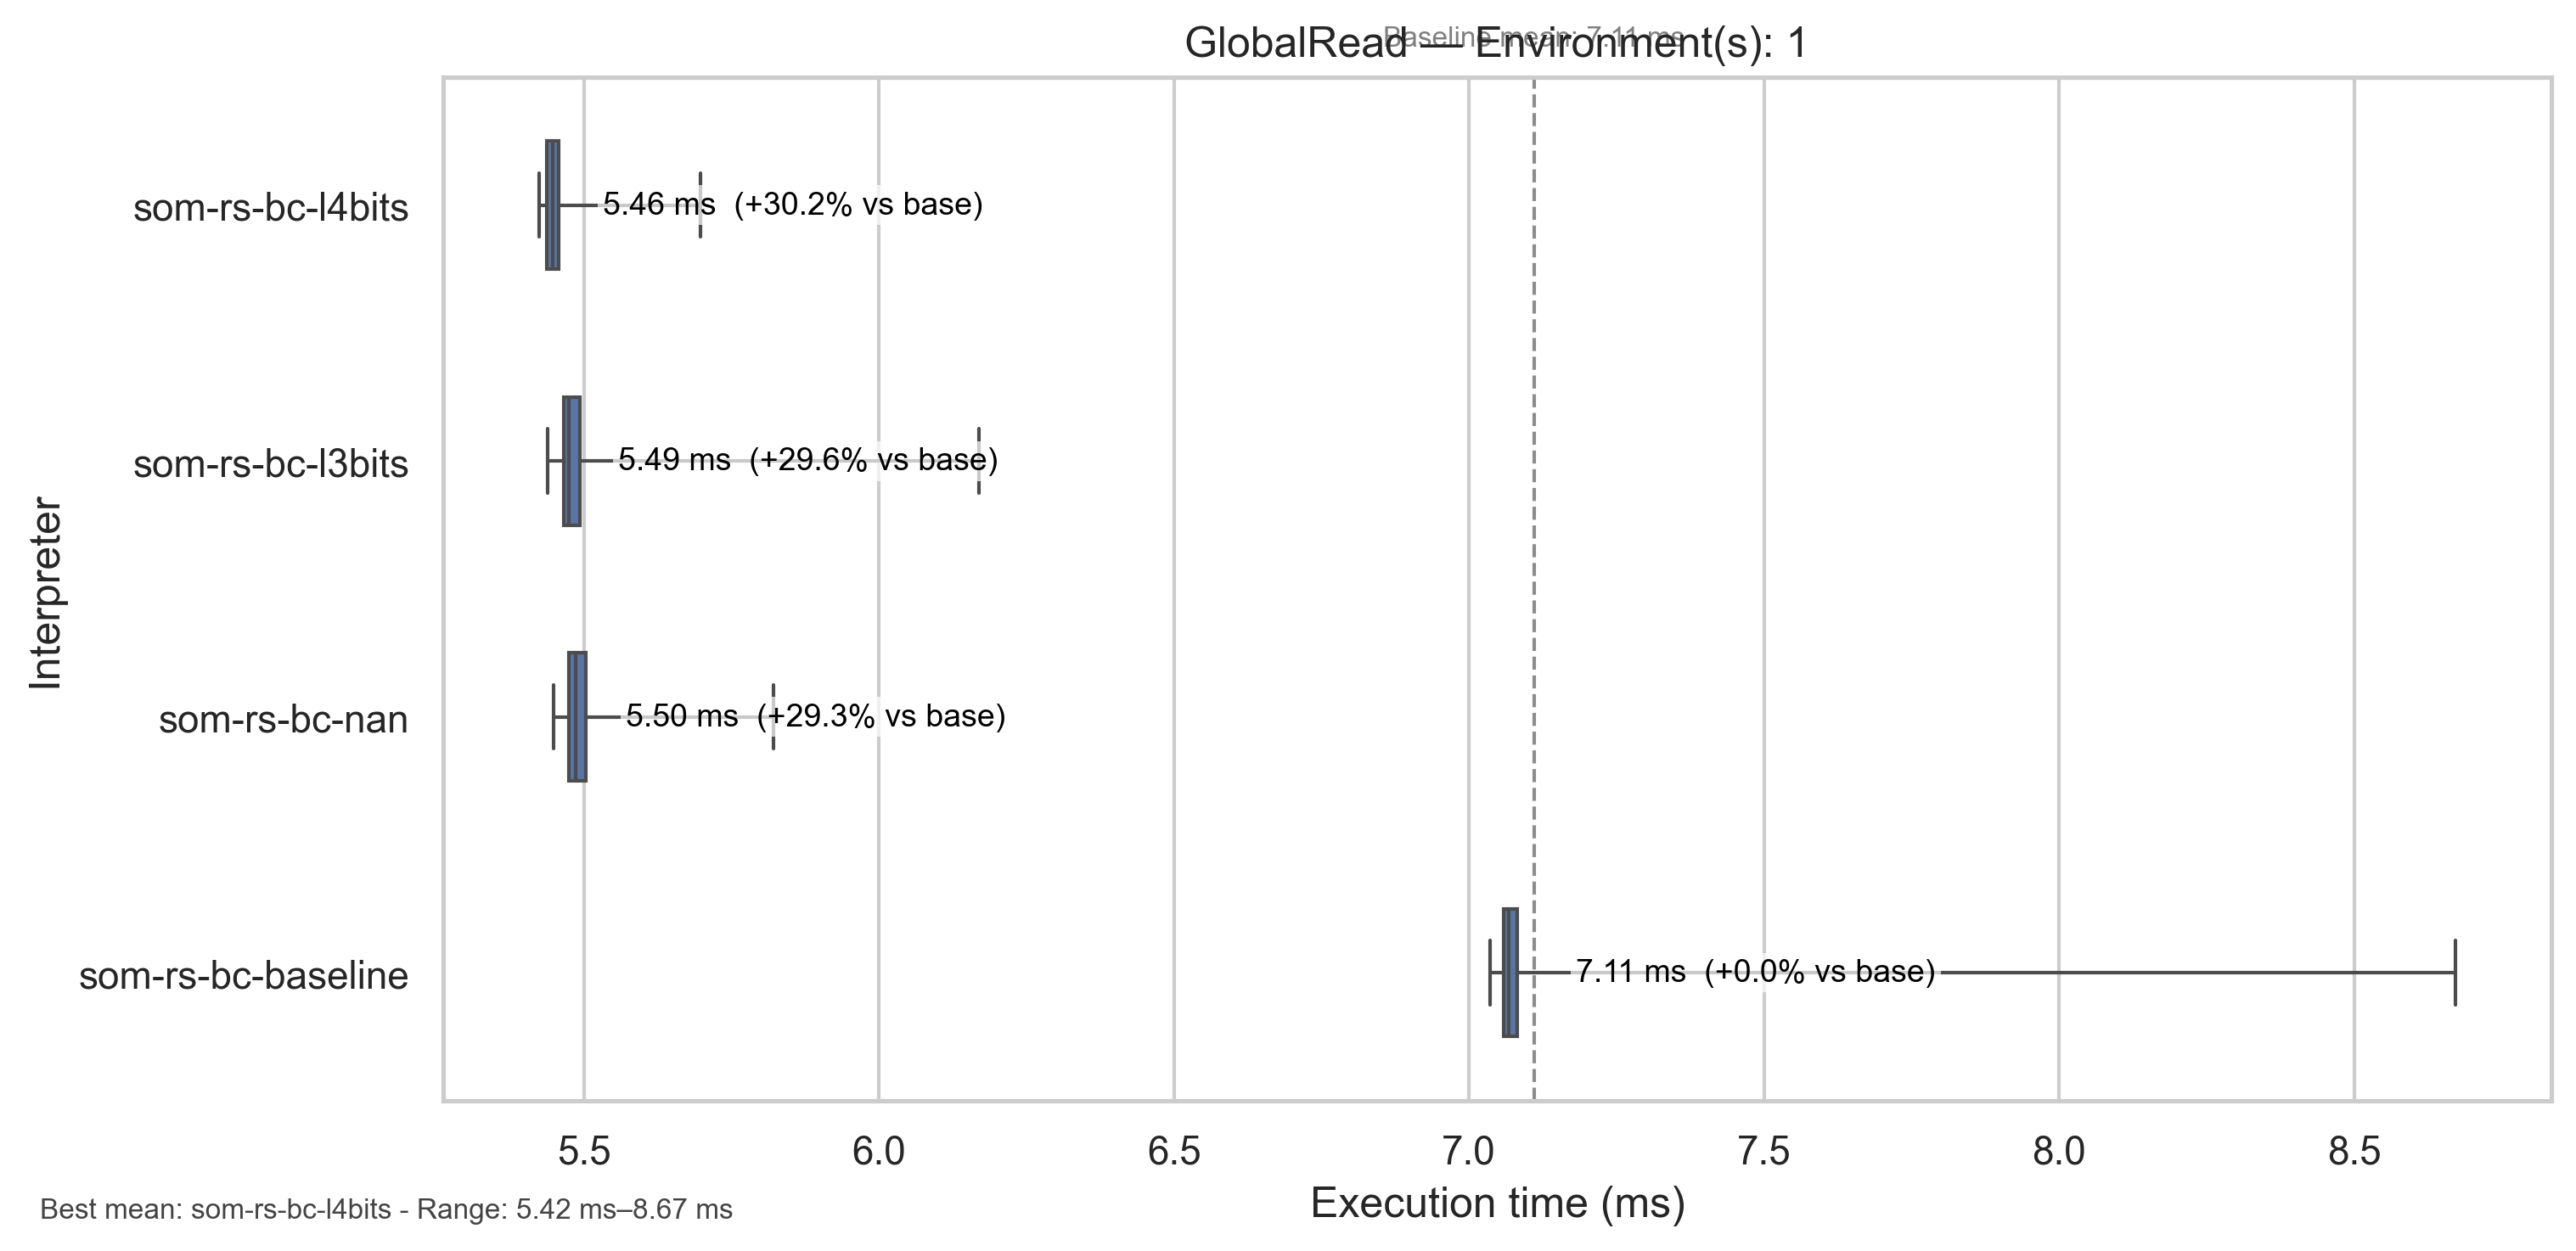 Baseline mean: 7.11 ms
GlobalRead — Environment(s): 1
som-rs-bc-l4bits
5.46 ms (+30.2% vs base)
som-rs-bc-l3bits
5.49 ms (+29.6% vs base)
Interpreter
som-rs-bc-nan
5.50 ms (+29.3% vs base)
som-rs-bc-baseline
7.11 ms (+0.0% vs base)
5.5 6.0 6.5 7.0 7.5 8.0 8.5
Execution time (ms)
Best mean: som-rs-bc-l4bits - Range: 5.42 ms–8.67 ms